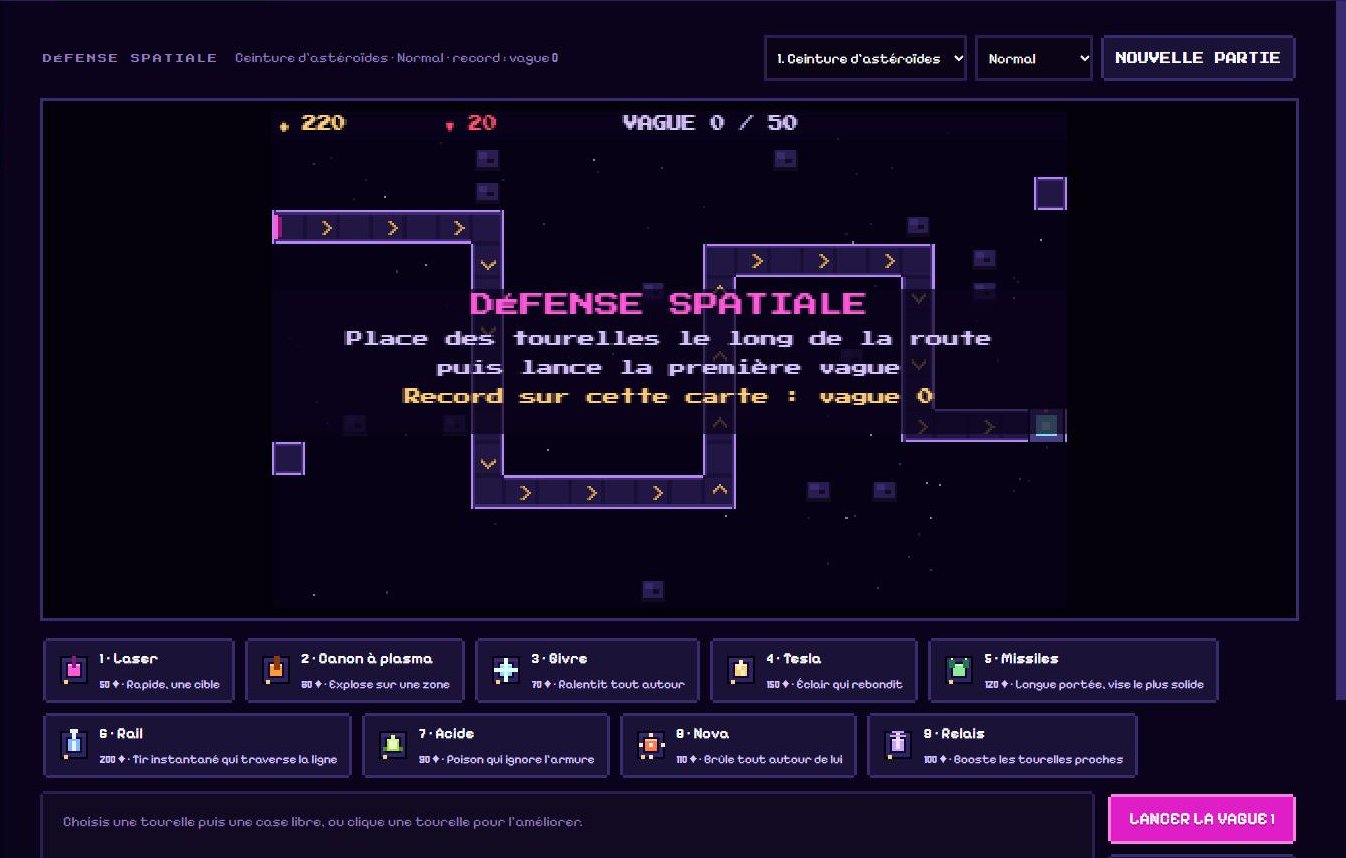 DéFENSE SPATIALE Ceinture d'astéroïdes · Normal · record : vague 0
1. Ceinture d'astéroïdes Normal NOUVELLE PARTIE
220 20 VAGUE 0 / 50
DéFENSE SPATIALE
Place des tourelles le long de la route
puis lance la première vague
Record sur cette carte : vague 0
1 · Laser
50 ♦ · Rapide, une cible
2 · Canon à plasma
80 ♦ · Explose sur une zone
3 · Givre
70 ♦ · Ralentit tout autour
4 · Tesla
150 ♦ · Éclair qui rebondit
5 · Missiles
120 ♦ · Longue portée, vise le plus solide
6 · Rail
200 ♦ · Tir instantané qui traverse la ligne
7 · Acide
90 ♦ · Poison qui ignore l'armure
8 · Nova
110 ♦ · Brûle tout autour de lui
9 · Relais
100 ♦ · Booste les tourelles proches
Choisis une tourelle puis une case libre, ou clique une tourelle pour l'améliorer.
LANCER LA VAGUE 1